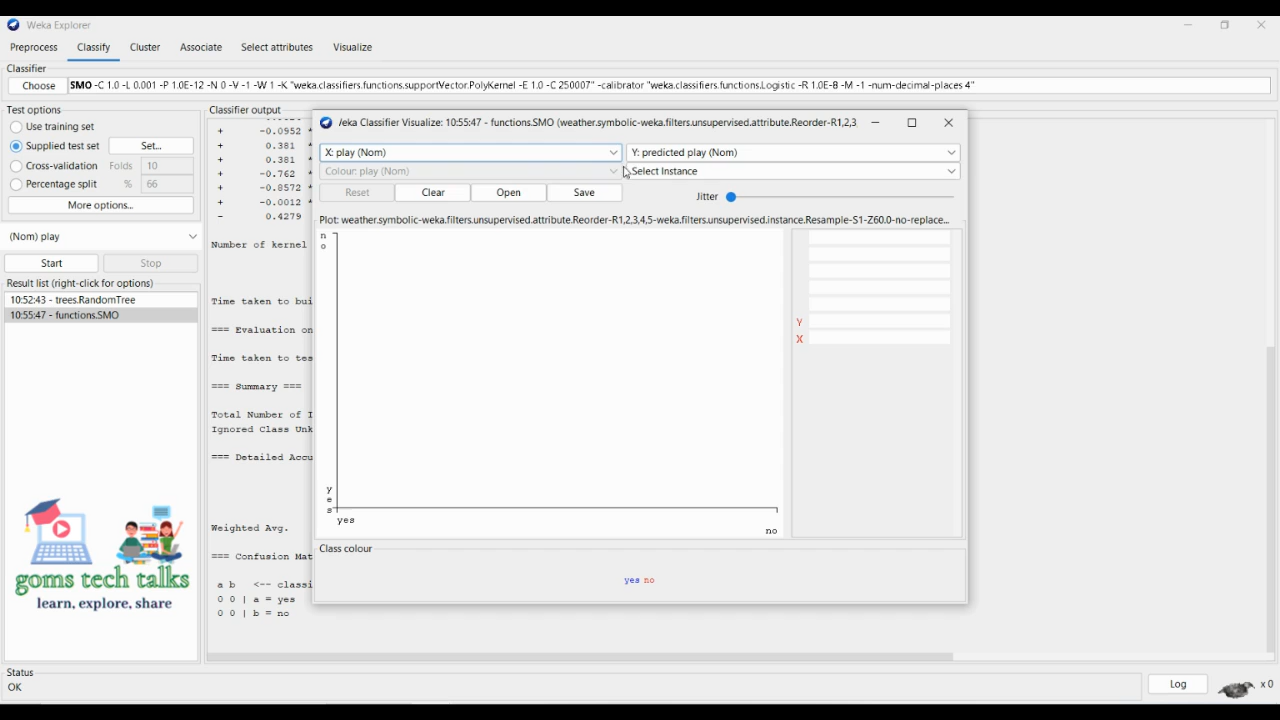 Weka Explorer
Preprocess Classify Cluster Associate Select attributes Visualize
Classifier
Choose SMO -C 1.0 -L 0.001 -P 1.0E-12 -N 0 -V -1 -W 1 -K "weka.classifiers.functions.supportVector.PolyKernel -E 1.0 -C 250007" -calibrator "weka.classifiers.functions.Logistic -R 1.0E-8 -M -1 -num-decimal-places 4"
Test options
Use training set
Supplied test set Set...
Cross-validation Folds 10
Percentage split % 66
More options...
(Nom) play
Start Stop
Result list (right-click for options)
10:52:43 - trees.RandomTree
10:55:47 - functions.SMO
goms tech talks
learn, explore, share
Classifier output
+ -0.0952 *
+ 0.381 *
+ 0.381 *
+ -0.762 *
+ -0.8572 *
+ -0.0012 *
- 0.4279
Number of kernel
Time taken to bui
=== Evaluation on
Time taken to tes
=== Summary ===
Total Number of I
Ignored Class Unk
=== Detailed Accu
Weighted Avg.
=== Confusion Mat
a b <-- classi
0 0 | a = yes
0 0 | b = no
/eka Classifier Visualize: 10:55:47 - functions.SMO (weather.symbolic-weka.filters.unsupervised.attribute.Reorder-R1,2,3
X: play (Nom) Y: predicted play (Nom)
Colour: play (Nom) Select Instance
Reset Clear Open Save Jitter
Plot: weather.symbolic-weka.filters.unsupervised.attribute.Reorder-R1,2,3,4,5-weka.filters.unsupervised.instance.Resample-S1-Z60.0-no-replace...
no
yes
yes
no
Y
X
Class colour
yes no
Status
OK
Log x 0